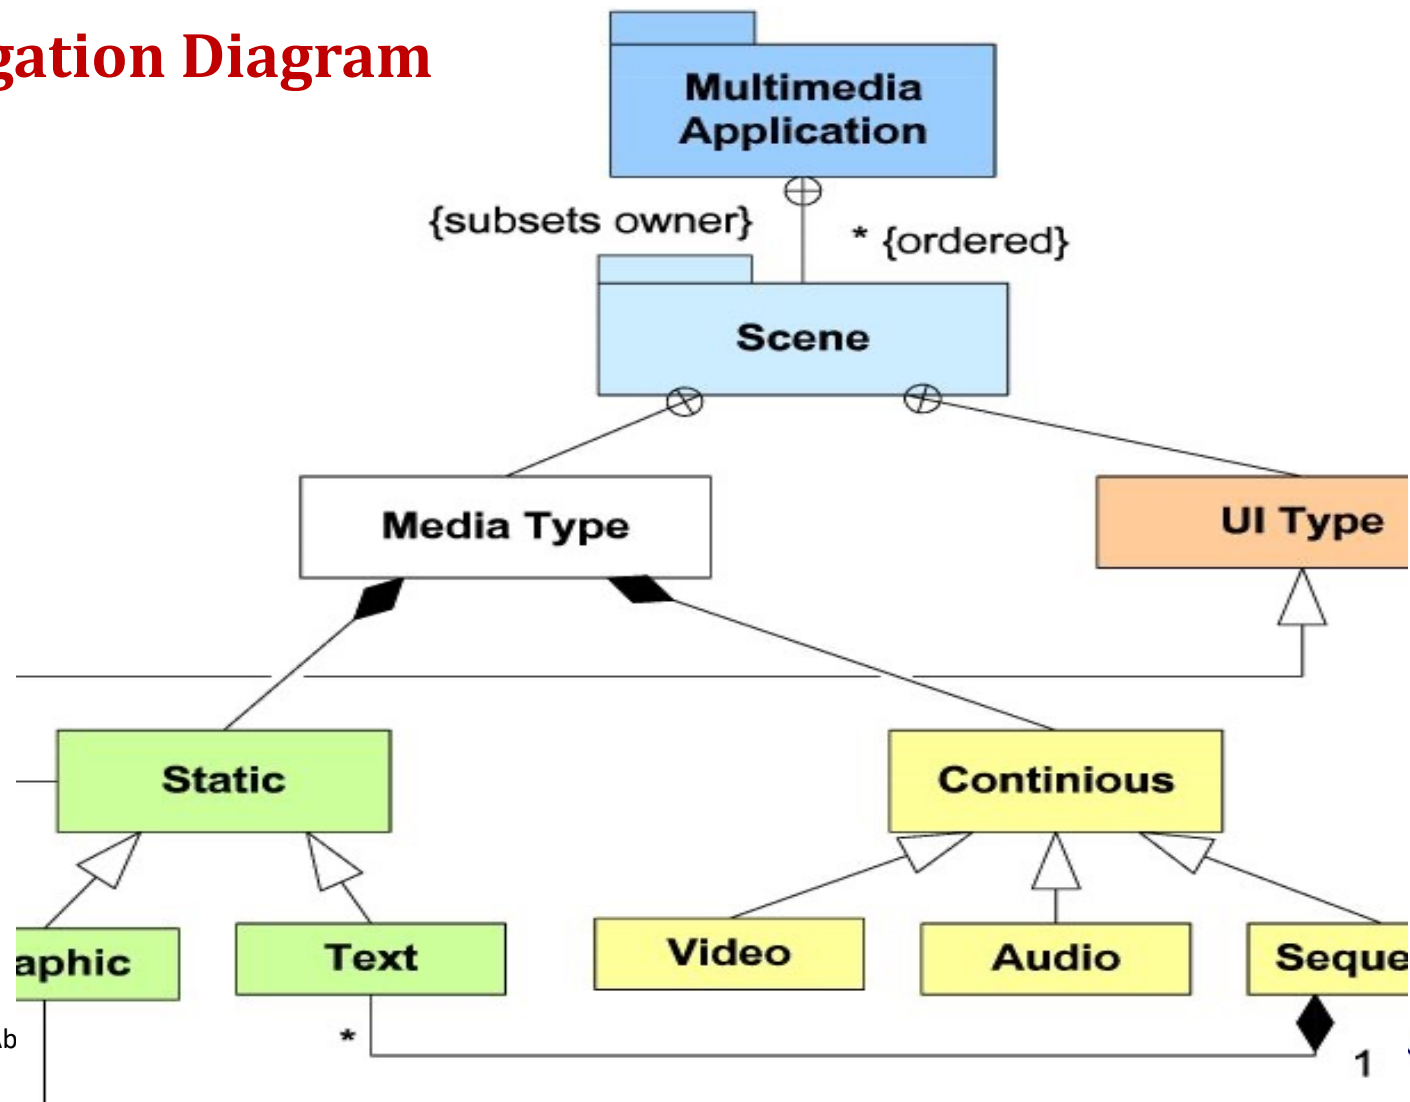 gation Diagram
Multimedia
Application
{subsets owner}
* {ordered}
Scene
Media Type
UI Type
Static
Continious
aphic
Text
Video
Audio
Seque
Ab
*
1